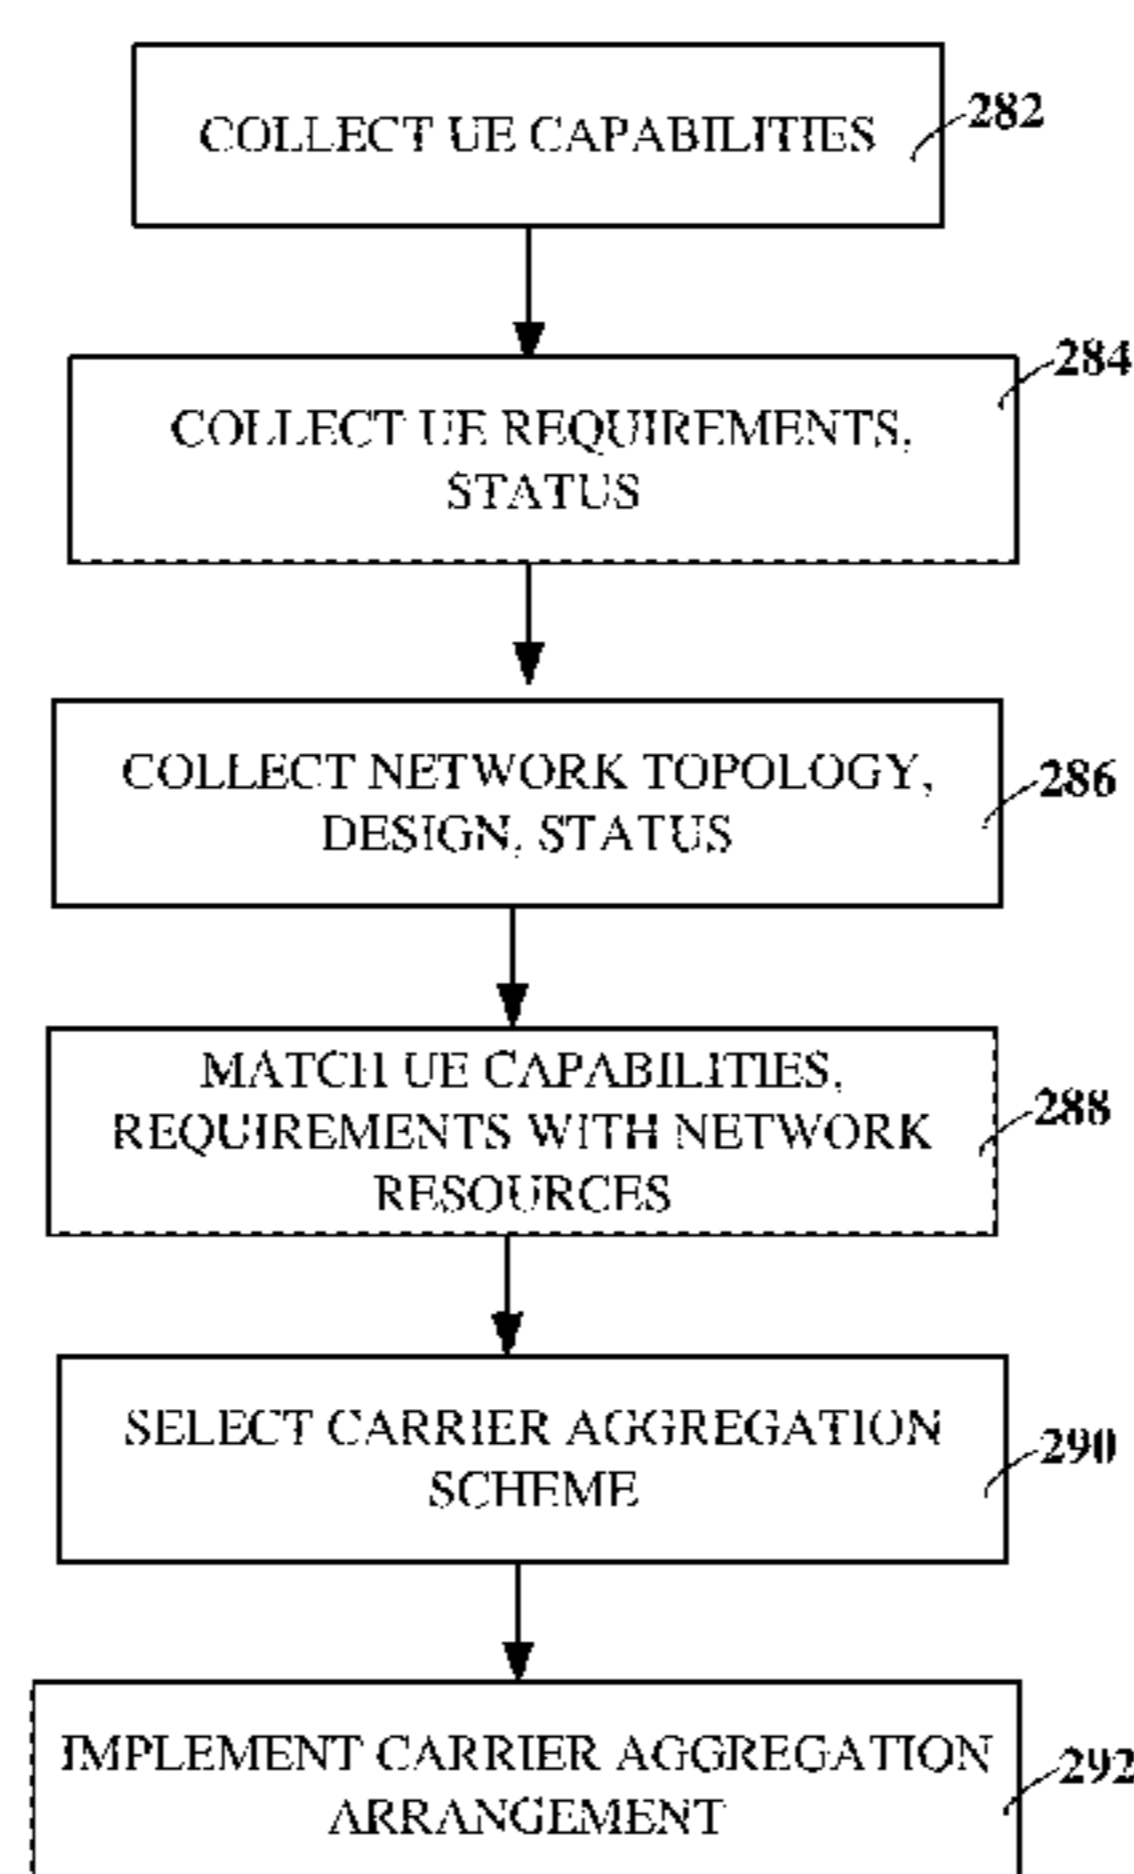 COLLECT UE CAPABILITIES
282
COLLECT UE REQUIREMENTS,
STATUS
284
COLLECT NETWORK TOPOLOGY,
DESIGN, STATUS
286
MATCH UE CAPABILITIES,
REQUIREMENTS WITH NETWORK
RESOURCES
288
SELECT CARRIER AGGREGATION
SCHEME
290
IMPLEMENT CARRIER AGGREGATION
ARRANGEMENT
292